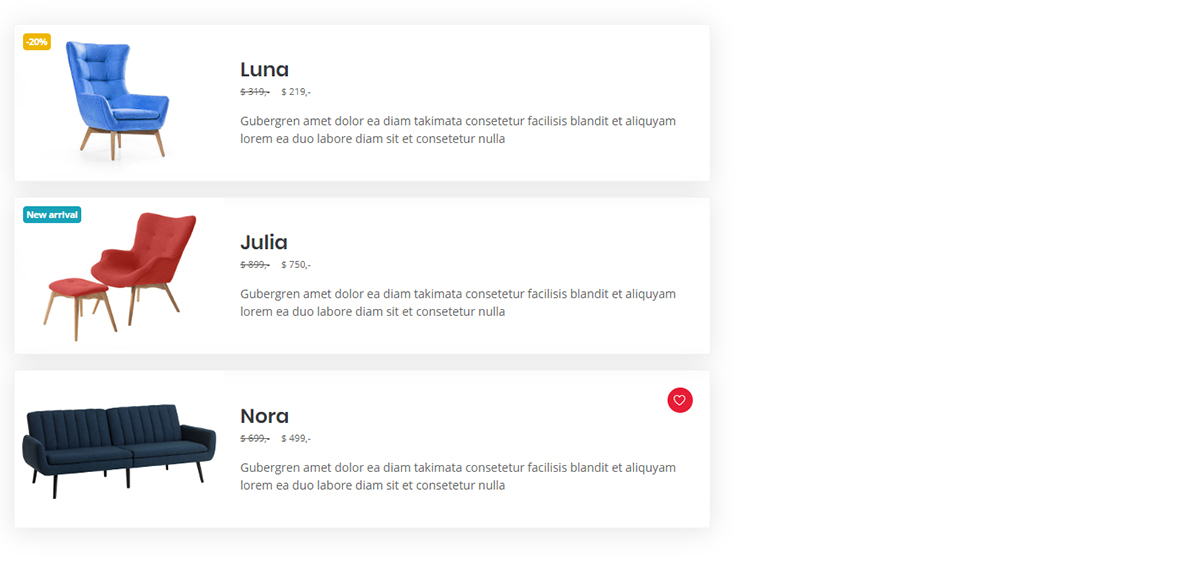 -20%
Luna
$ 319,- $ 219,-
Gubergren amet dolor ea diam takimata consetetur facilisis blandit et aliquyam
lorem ea duo labore diam sit et consetetur nulla
New arrival
Julia
$ 899,- $ 750,-
Gubergren amet dolor ea diam takimata consetetur facilisis blandit et aliquyam
lorem ea duo labore diam sit et consetetur nulla
Nora
$ 699,- $ 499,-
Gubergren amet dolor ea diam takimata consetetur facilisis blandit et aliquyam
lorem ea duo labore diam sit et consetetur nulla